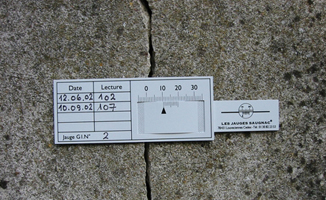 Date Lecture
12.06.02 102
10.09.02 107
Jauge G1 N° 2
0 10 20 30
LES JAUGES SAUGNAC